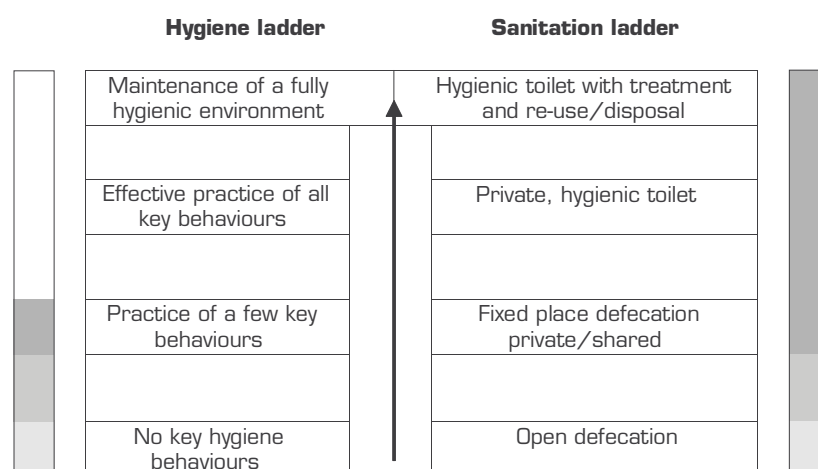 Hygiene ladder
Sanitation ladder
Maintenance of a fully
hygienic environment
Hygienic toilet with treatment
and re-use/disposal
Effective practice of all
key behaviours
Private, hygienic toilet
Practice of a few key
behaviours
Fixed place defecation
private/shared
No key hygiene
behaviours
Open defecation